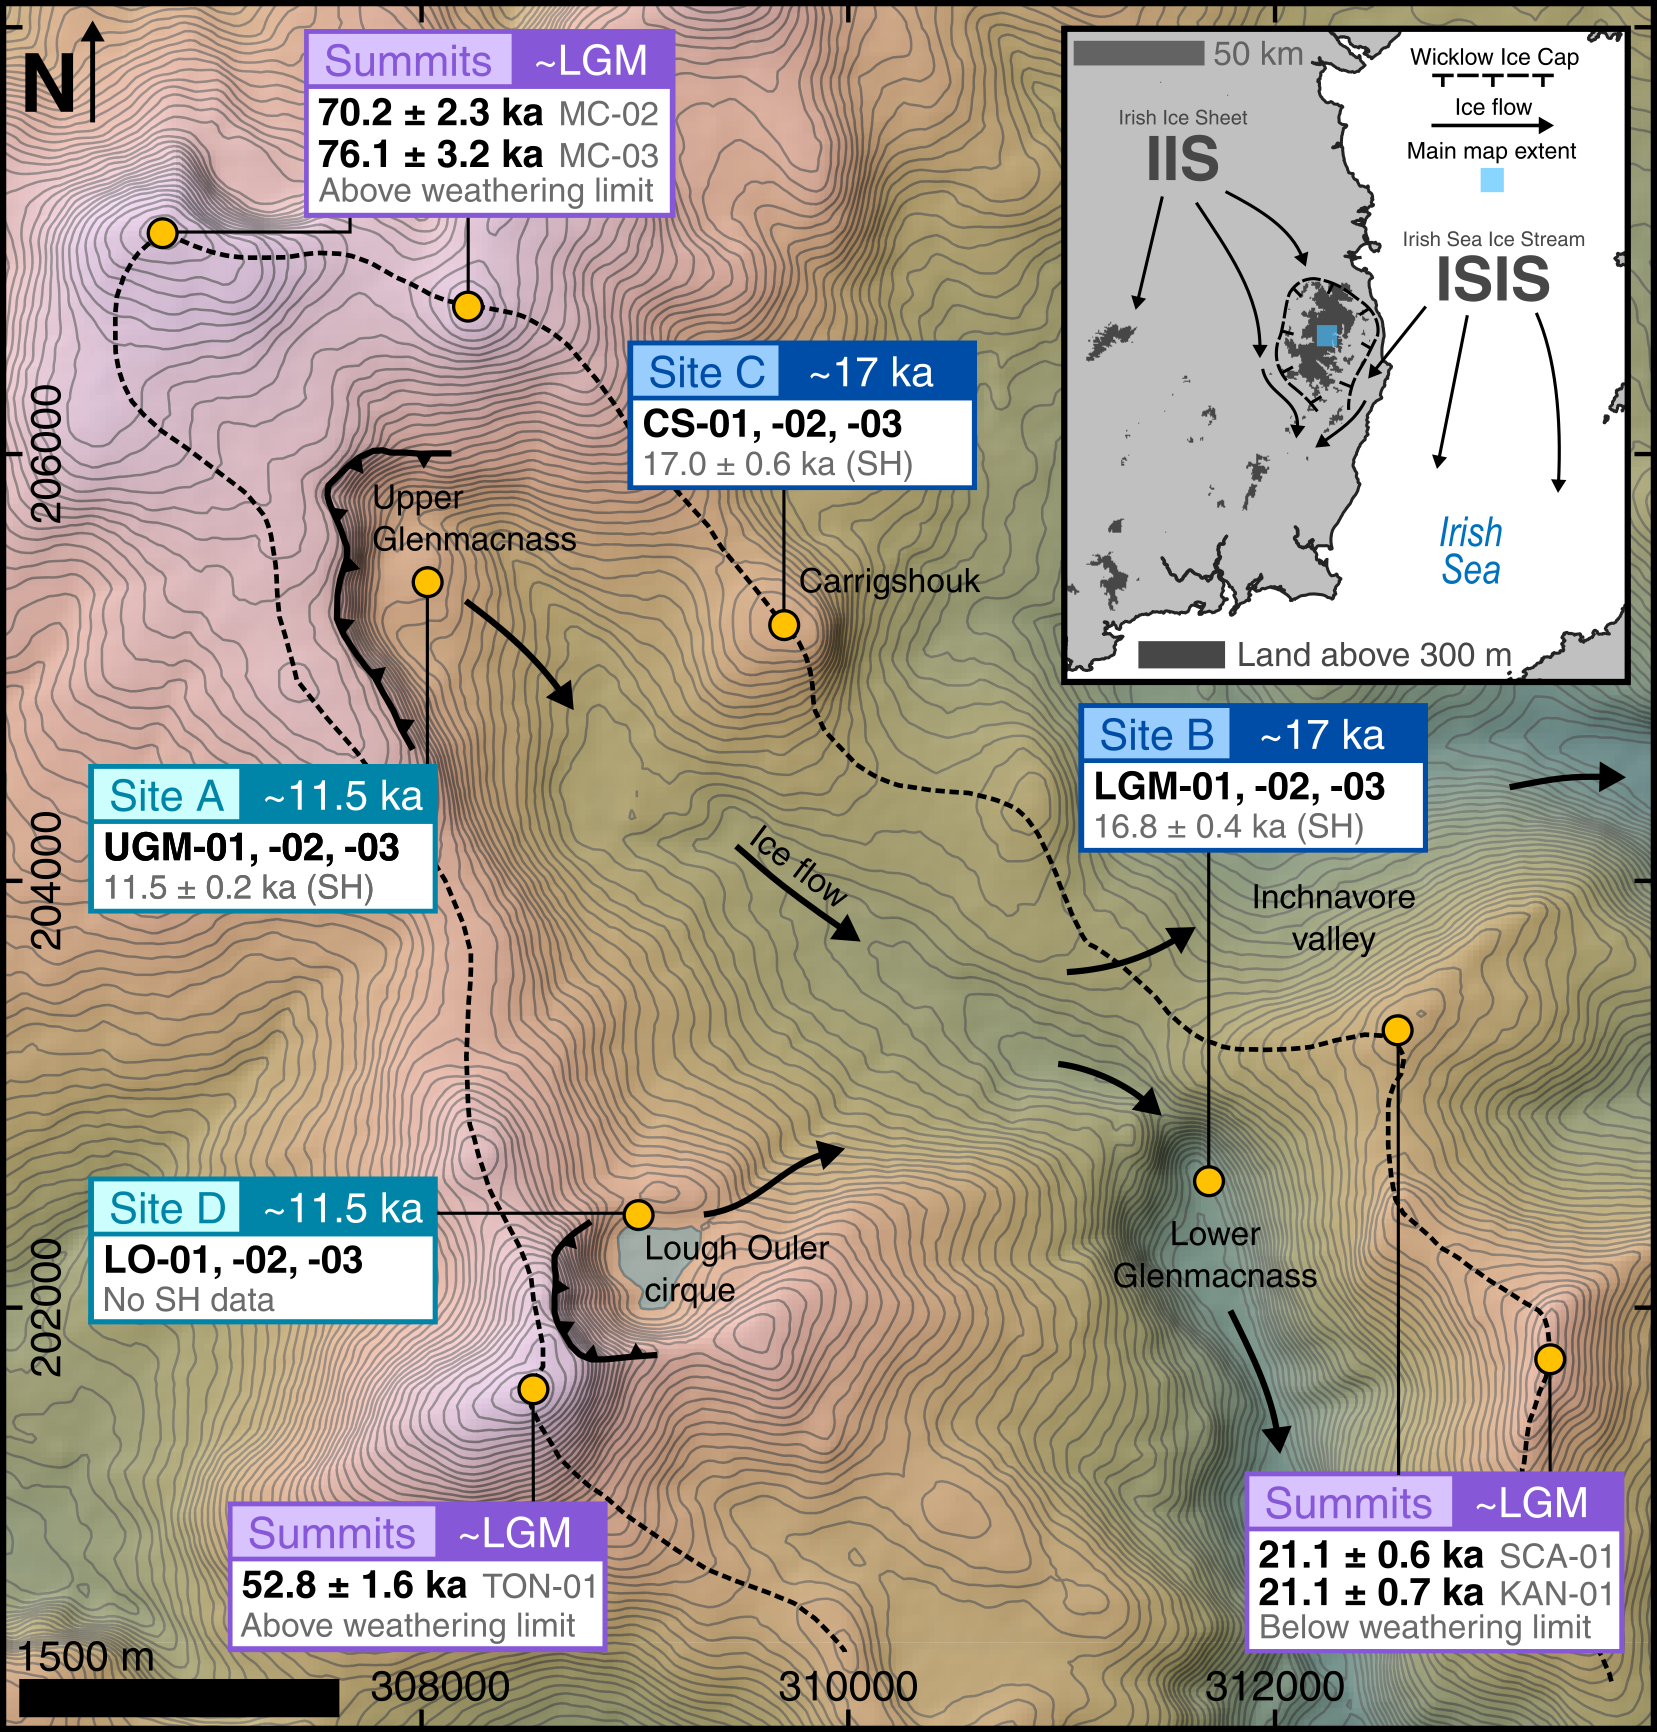 N
Summits ~LGM
70.2 ± 2.3 ka MC-02
76.1 ± 3.2 ka MC-03
Above weathering limit
50 km
Wicklow Ice Cap
Ice flow
Main map extent
Irish Ice Sheet
IIS
Irish Sea Ice Stream
ISIS
Irish
Sea
Land above 300 m
Site C ~17 ka
CS-01, -02, -03
17.0 ± 0.6 ka (SH)
Upper
Glenmacnass
Carrigshouk
206000
Site B ~17 ka
LGM-01, -02, -03
16.8 ± 0.4 ka (SH)
Site A ~11.5 ka
UGM-01, -02, -03
11.5 ± 0.2 ka (SH)
Ice flow
Inchnavore
valley
204000
Site D ~11.5 ka
LO-01, -02, -03
No SH data
Lough Ouler
cirque
Lower
Glenmacnass
202000
Summits ~LGM
52.8 ± 1.6 ka TON-01
Above weathering limit
Summits ~LGM
21.1 ± 0.6 ka SCA-01
21.1 ± 0.7 ka KAN-01
Below weathering limit
1500 m
308000
310000
312000